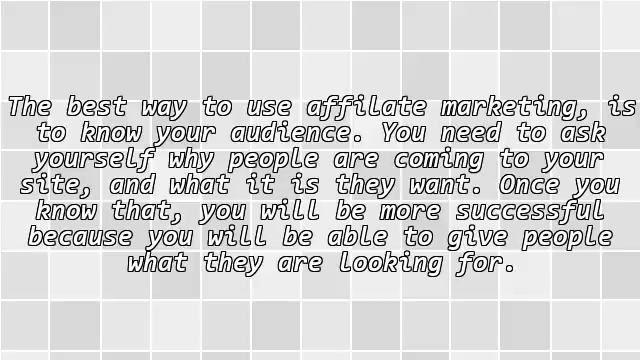 The best way to use affilate marketing, is
to know your audience. You need to ask
yourself why people are coming to your
site, and what it is they want. Once you
know that, you will be more successful
because you will be able to give people
what they are looking for.